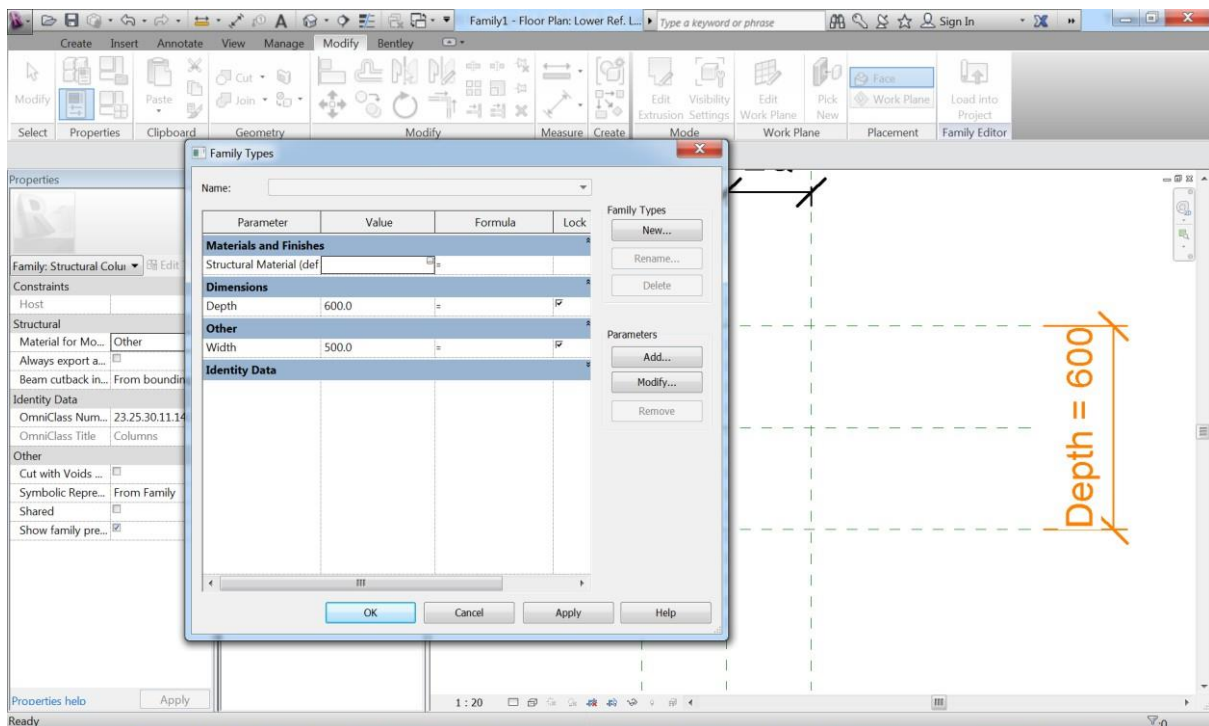 Family1 - Floor Plan: Lower Ref. L...
Type a keyword or phrase
Sign In
Create Insert Annotate View Manage Modify Bentley
Modify
Paste
Cut
Join
Edit Extrusion
Visibility Settings
Edit Work Plane
Pick New
Face
Work Plane
Load into Project
Select Properties Clipboard Geometry Modify Measure Create Mode Work Plane Placement Family Editor
Properties
Family: Structural Colu
Edit
Constraints
Host
Structural
Material for Mo... Other
Always export a...
Beam cutback in... From boundin
Identity Data
OmniClass Num... 23.25.30.11.14
OmniClass Title Columns
Other
Cut with Voids ...
Symbolic Repre... From Family
Shared
Show family pre...
Properties help
Apply
Family Types
Name:
Parameter Value Formula Lock
Materials and Finishes
Structural Material (def =
Dimensions
Depth 600.0 =
Other
Width 500.0 =
Identity Data
Family Types
New...
Rename...
Delete
Parameters
Add...
Modify...
Remove
OK Cancel Apply Help
Depth = 600
1 : 20
Ready
:0